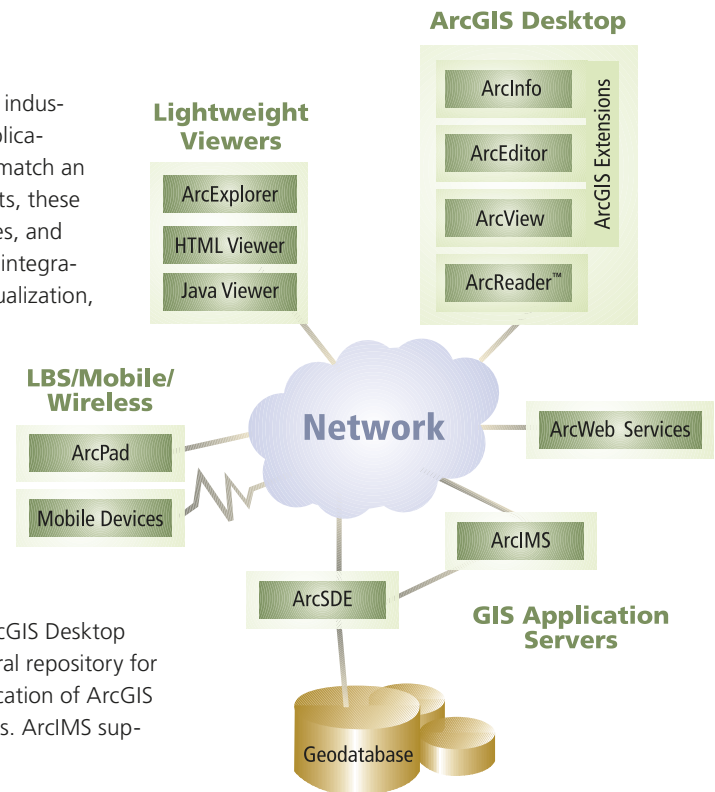 ArcGIS Desktop
ArcInfo
ArcEditor
ArcView
ArcReader™
ArcGIS Extensions
indus-
plica-
match an
ts, these
es, and
integra-
ualization,
Lightweight
Viewers
ArcExplorer
HTML Viewer
Java Viewer
LBS/Mobile/
Wireless
ArcPad
Mobile Devices
Network
ArcWeb Services
ArcIMS
ArcSDE
GIS Application
Servers
Geodatabase
cGIS Desktop
ral repository for
cation of ArcGIS
s. ArcIMS sup-